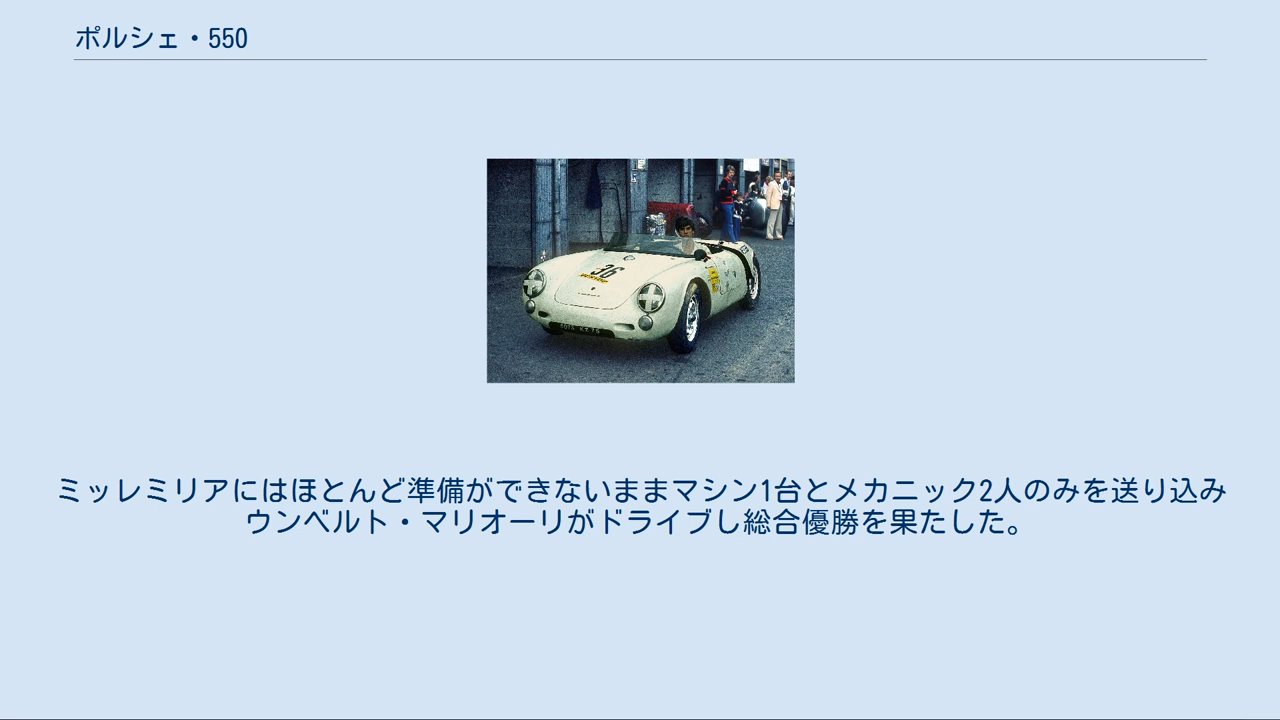 ポルシェ・550
36
ミッレミリアにはほとんど準備ができないままマシン1台とメカニック2人のみを送り込み
ウンベルト・マリオーリがドライブし総合優勝を果たした。